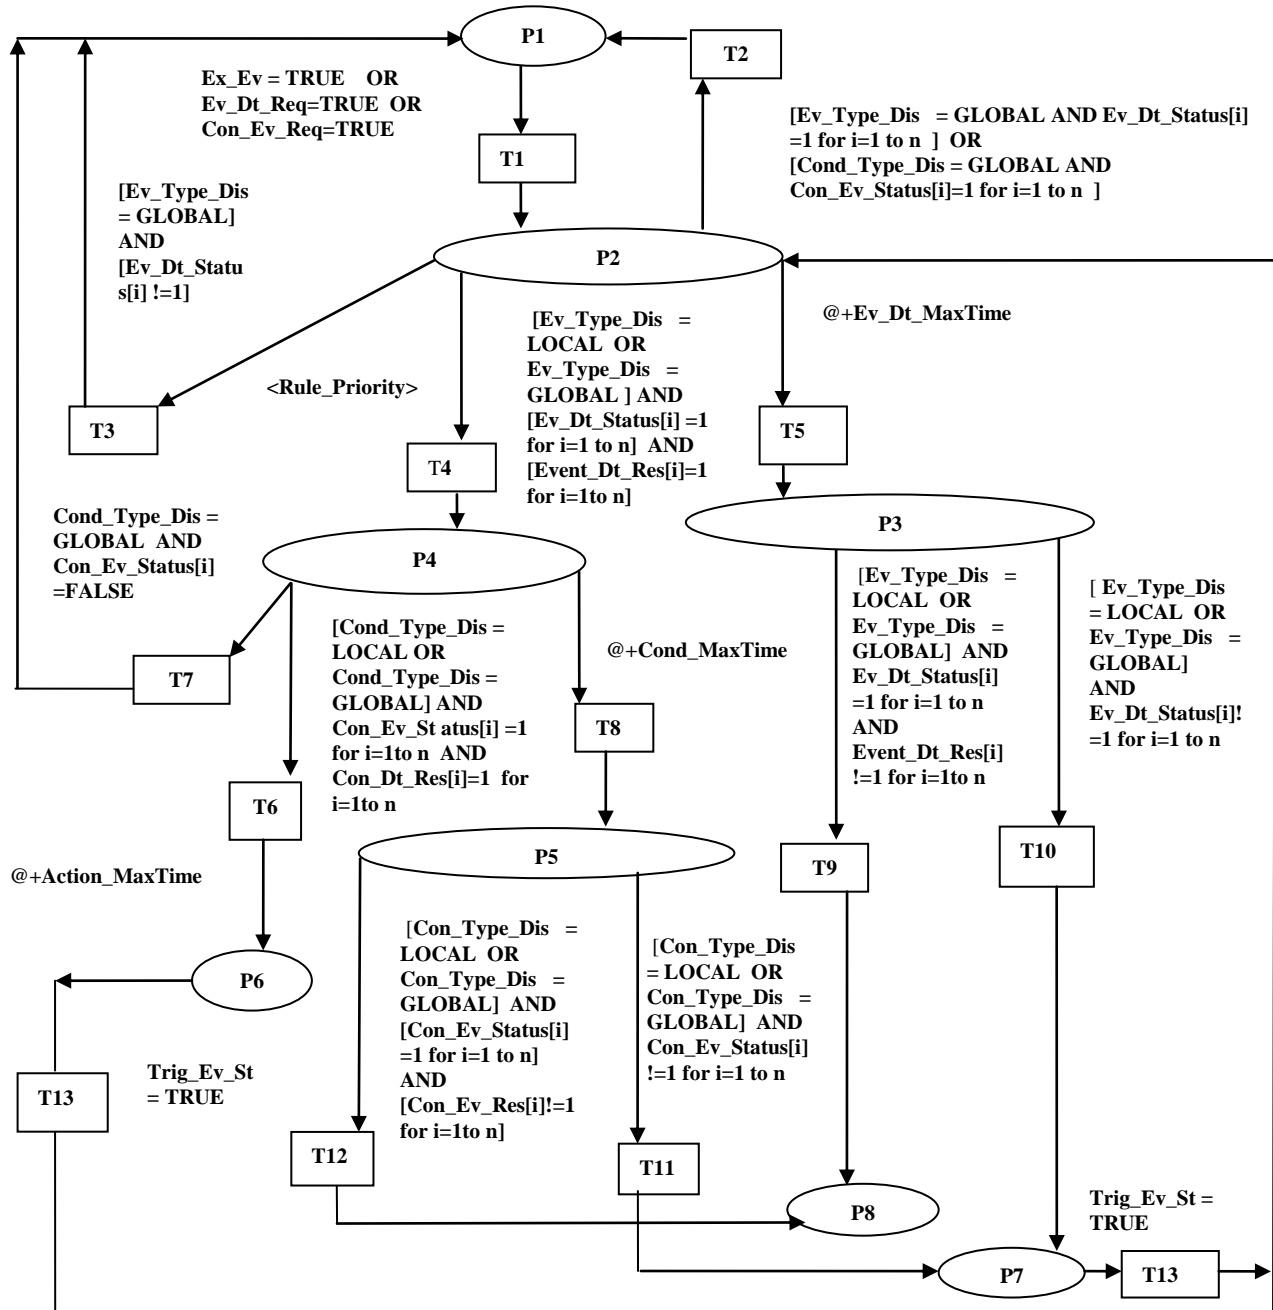 P1
T2
Ex_Ev = TRUE OR
Ev_Dt_Req=TRUE OR
Con_Ev_Req=TRUE
[Ev_Type_Dis = GLOBAL AND Ev_Dt_Status[i]
=1 for i=1 to n ] OR
[Cond_Type_Dis = GLOBAL AND
Con_Ev_Status[i]=1 for i=1 to n ]
T1
[Ev_Type_Dis
= GLOBAL]
AND
[Ev_Dt_Statu
s[i] !=1]
P2
@+Ev_Dt_MaxTime
[Ev_Type_Dis =
LOCAL OR
Ev_Type_Dis =
GLOBAL ] AND
[Ev_Dt_Status[i] =1
for i=1 to n] AND
[Event_Dt_Res[i]=1
for i=1to n]
<Rule_Priority>
T3
T4
T5
Cond_Type_Dis =
GLOBAL AND
Con_Ev_Status[i]
=FALSE
P3
P4
[Ev_Type_Dis =
LOCAL OR
Ev_Type_Dis =
GLOBAL] AND
Ev_Dt_Status[i]
=1 for i=1 to n
AND
Event_Dt_Res[i]
!=1 for i=1to n
[ Ev_Type_Dis
= LOCAL OR
Ev_Type_Dis =
GLOBAL]
AND
Ev_Dt_Status[i]!
=1 for i=1 to n
[Cond_Type_Dis =
LOCAL OR
Cond_Type_Dis =
GLOBAL] AND
Con_Ev_St atus[i] =1
for i=1to n AND
Con_Dt_Res[i]=1 for
i=1to n
@+Cond_MaxTime
T7
T8
T6
P5
T9
T10
@+Action_MaxTime
[Con_Type_Dis =
LOCAL OR
Con_Type_Dis =
GLOBAL] AND
[Con_Ev_Status[i]
=1 for i=1 to n]
AND
[Con_Ev_Res[i]!=1
for i=1to n]
[Con_Type_Dis
= LOCAL OR
Con_Type_Dis =
GLOBAL] AND
Con_Ev_Status[i]
!=1 for i=1 to n
P6
Trig_Ev_St
= TRUE
T13
T12
T11
P8
Trig_Ev_St =
TRUE
P7
T13